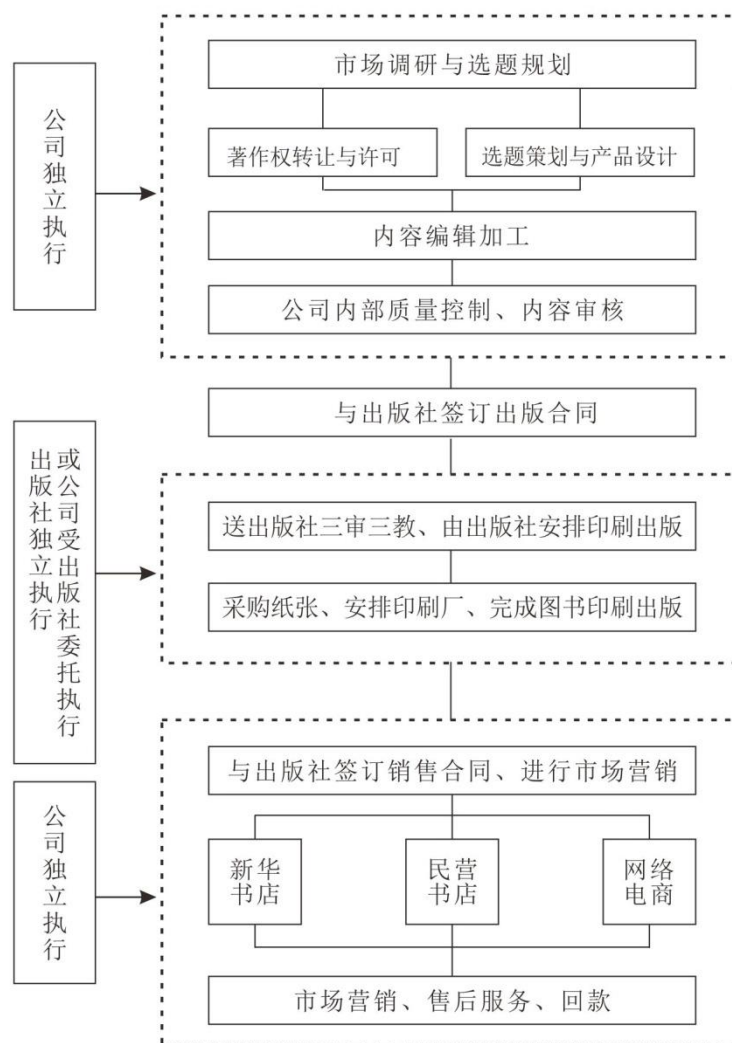 公司独立执行
市场调研与选题规划
著作权转让与许可
选题策划与产品设计
内容编辑加工
公司内部质量控制、内容审核
与出版社签订出版合同
出版社独立执行
或公司受出版社委托执行
送出版社三审三教、由出版社安排印刷出版
采购纸张、安排印刷厂、完成图书印刷出版
公司独立执行
与出版社签订销售合同、进行市场营销
新华
书店
民营
书店
网络
电商
市场营销、售后服务、回款